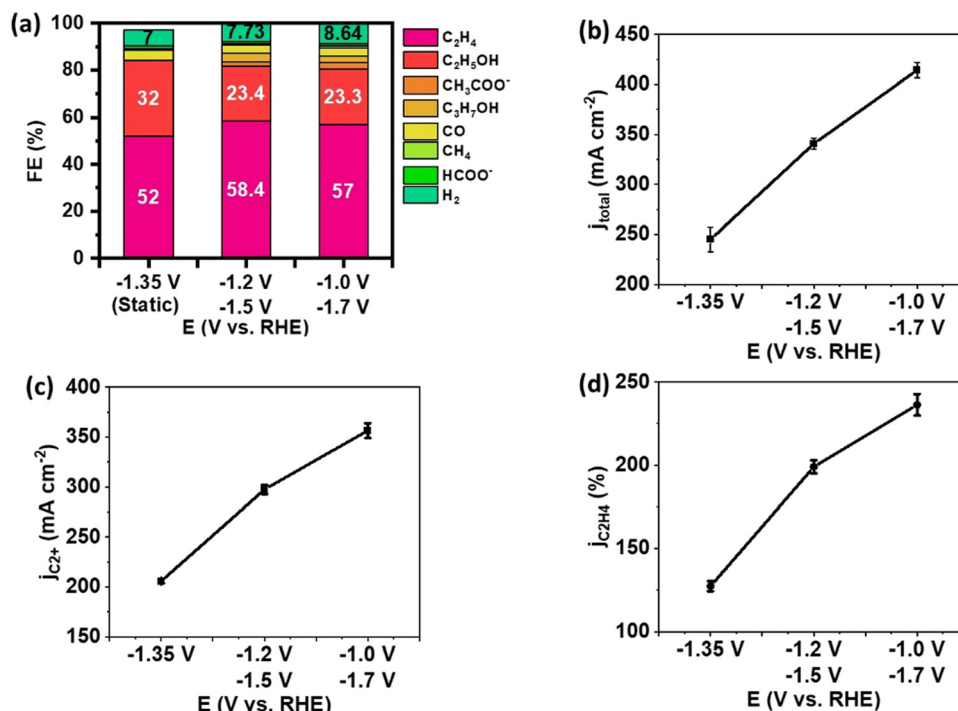 (a)
FE (%)
100
80
60
40
20
0
7
32
52
7.73
23.4
58.4
8.64
23.3
57
-1.35 V
(Static)
-1.2 V
-1.5 V
-1.0 V
-1.7 V
E (V vs. RHE)
C₂H₄
C₂H₅OH
CH₃COO⁻
C₃H₇OH
CO
CH₄
HCOO⁻
H₂
(b)
j_total (mA cm⁻²)
450
400
350
300
250
200
-1.35 V
-1.2 V
-1.5 V
-1.0 V
-1.7 V
E (V vs. RHE)
(c)
j_C2+ (mA cm⁻²)
400
350
300
250
200
150
-1.35 V
-1.2 V
-1.5 V
-1.0 V
-1.7 V
E (V vs. RHE)
(d)
j_C2H4 (%)
250
200
150
100
-1.35 V
-1.2 V
-1.5 V
-1.0 V
-1.7 V
E (V vs. RHE)